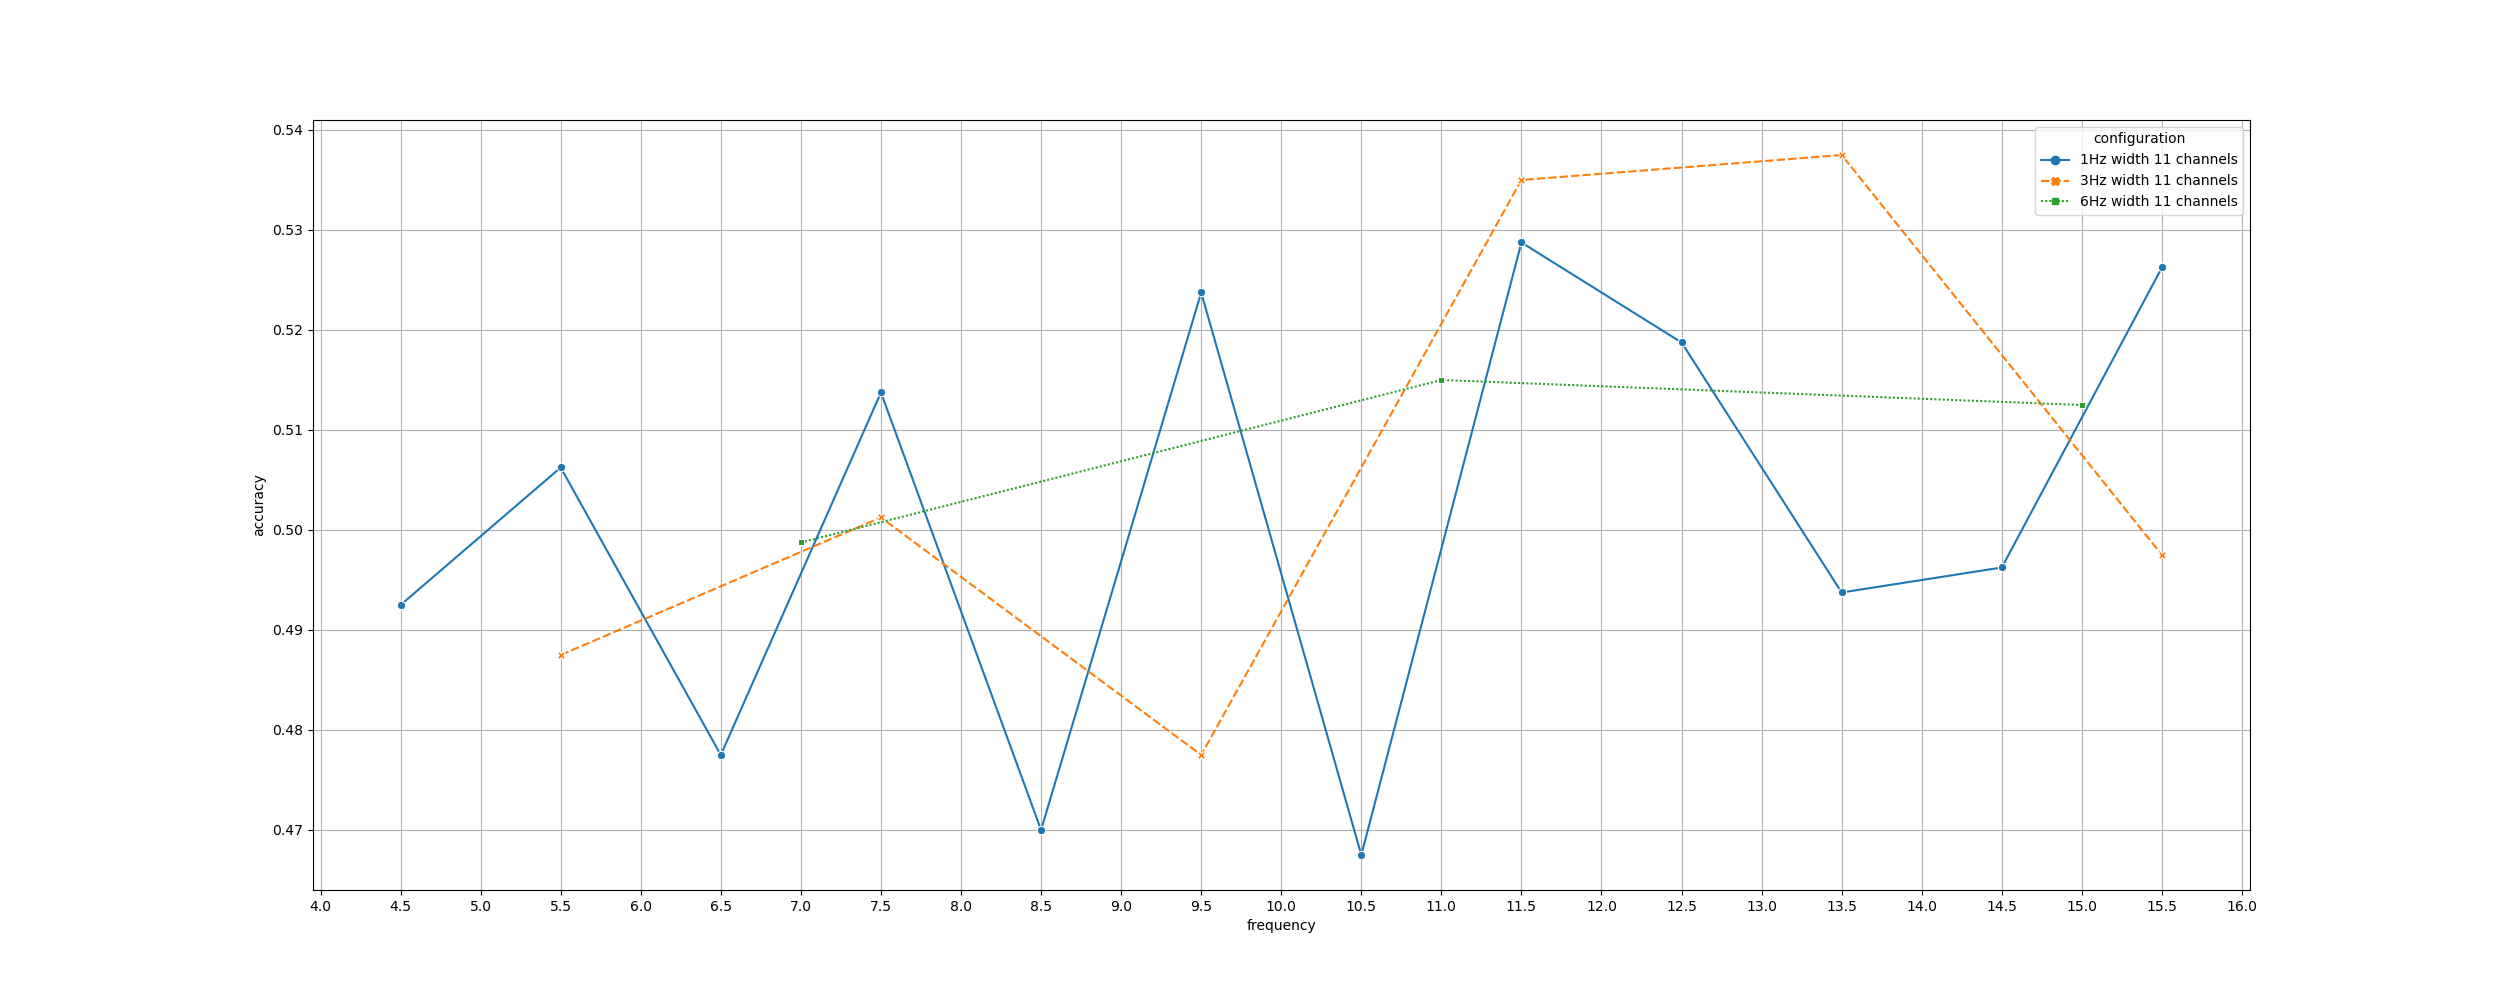 configuration
1Hz width 11 channels
3Hz width 11 channels
6Hz width 11 channels
0.54
0.53
0.52
0.51
0.50
0.49
0.48
0.47
accuracy
4.0 4.5 5.0 5.5 6.0 6.5 7.0 7.5 8.0 8.5 9.0 9.5 10.0 10.5 11.0 11.5 12.0 12.5 13.0 13.5 14.0 14.5 15.0 15.5 16.0
frequency